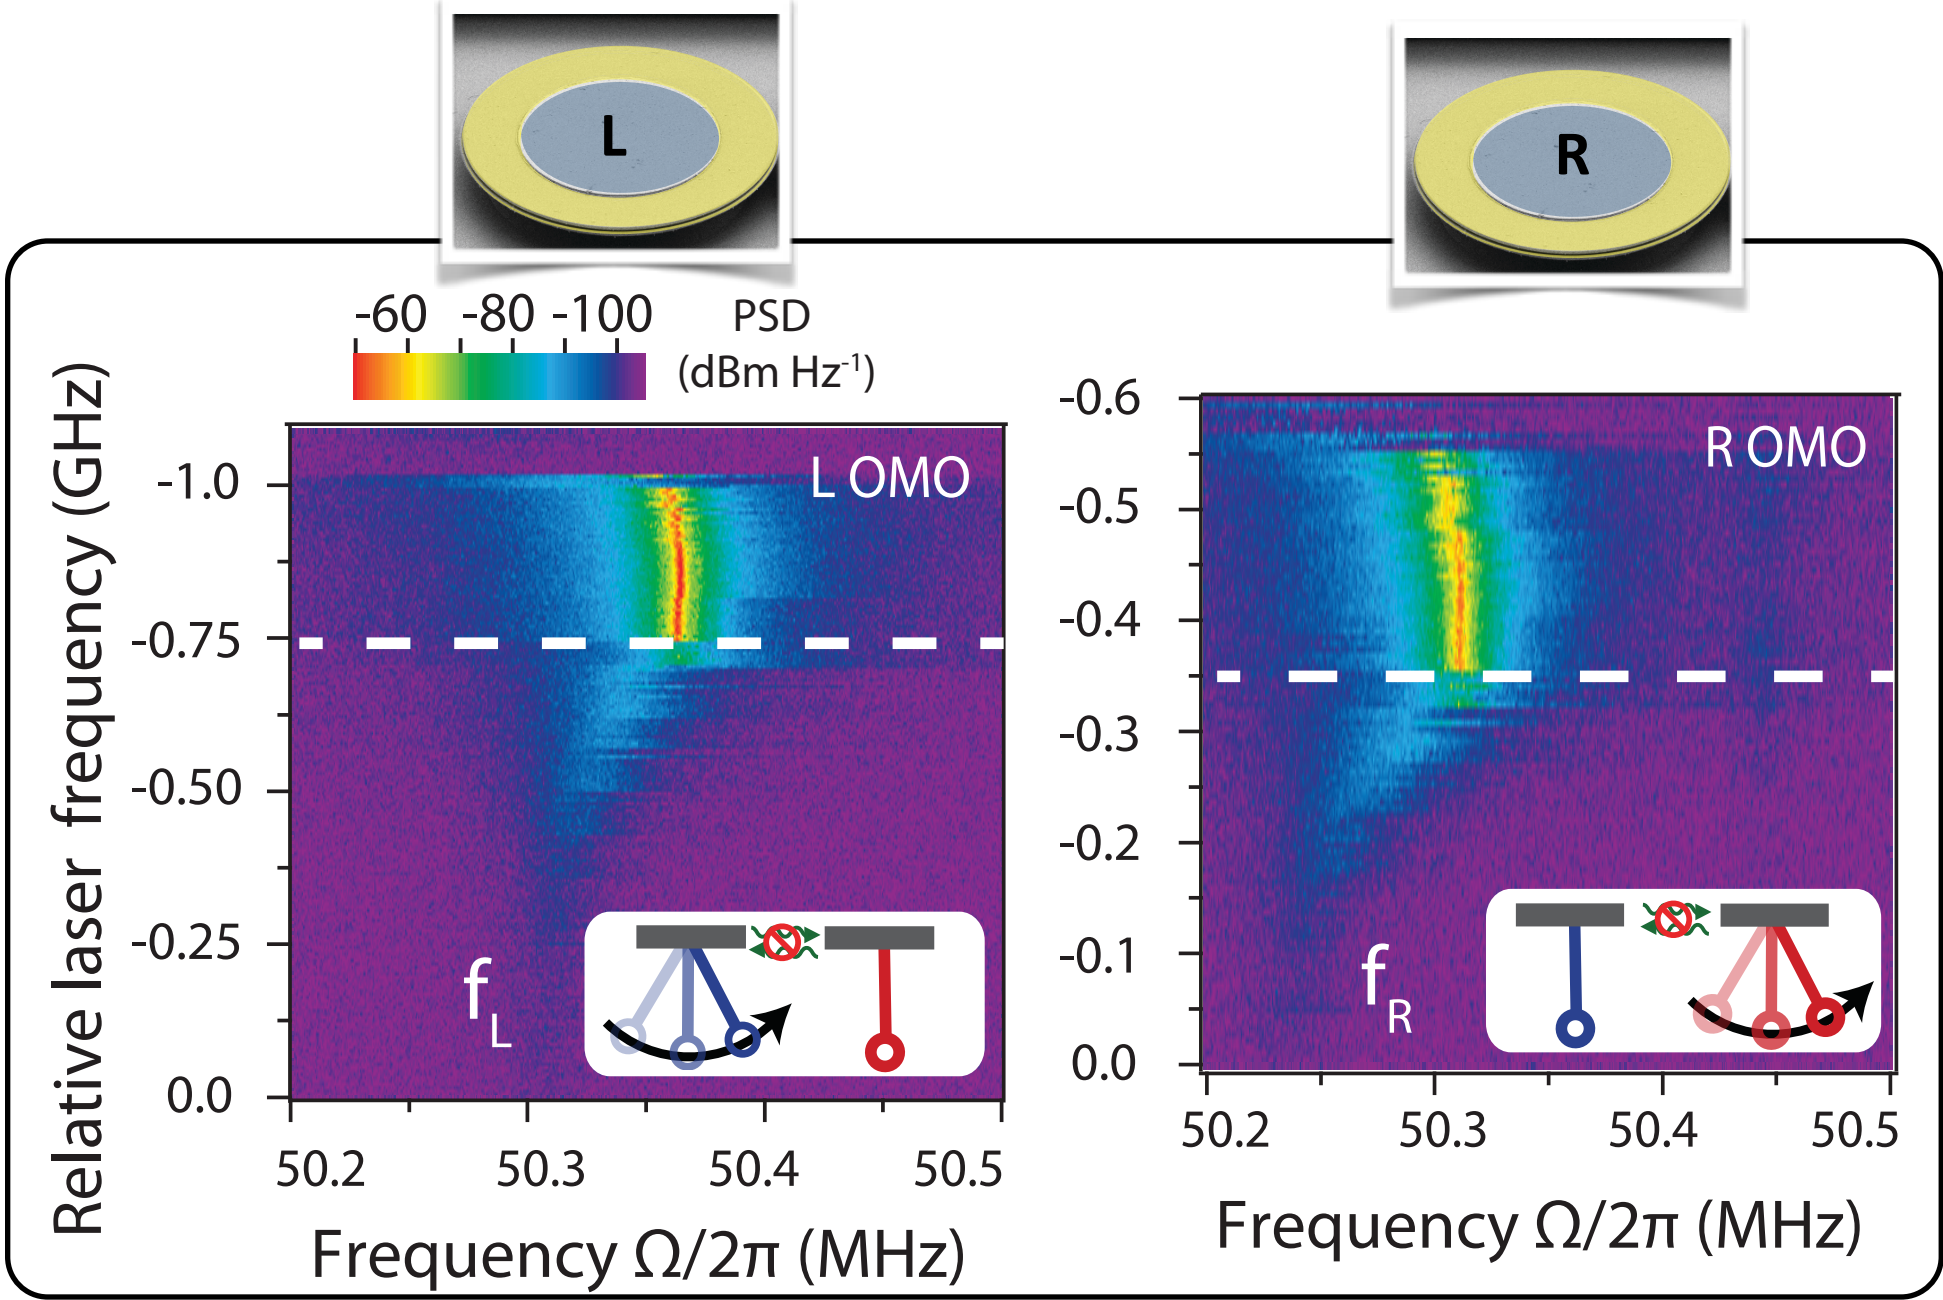 L
R
-60 -80 -100 PSD
(dBm Hz⁻¹)
Relative laser frequency (GHz)
L OMO
-1.0
-0.75
-0.50
-0.25
0.0
f_L
50.2 50.3 50.4 50.5
Frequency Ω/2π (MHz)
R OMO
-0.6
-0.5
-0.4
-0.3
-0.2
-0.1
0.0
f_R
50.2 50.3 50.4 50.5
Frequency Ω/2π (MHz)